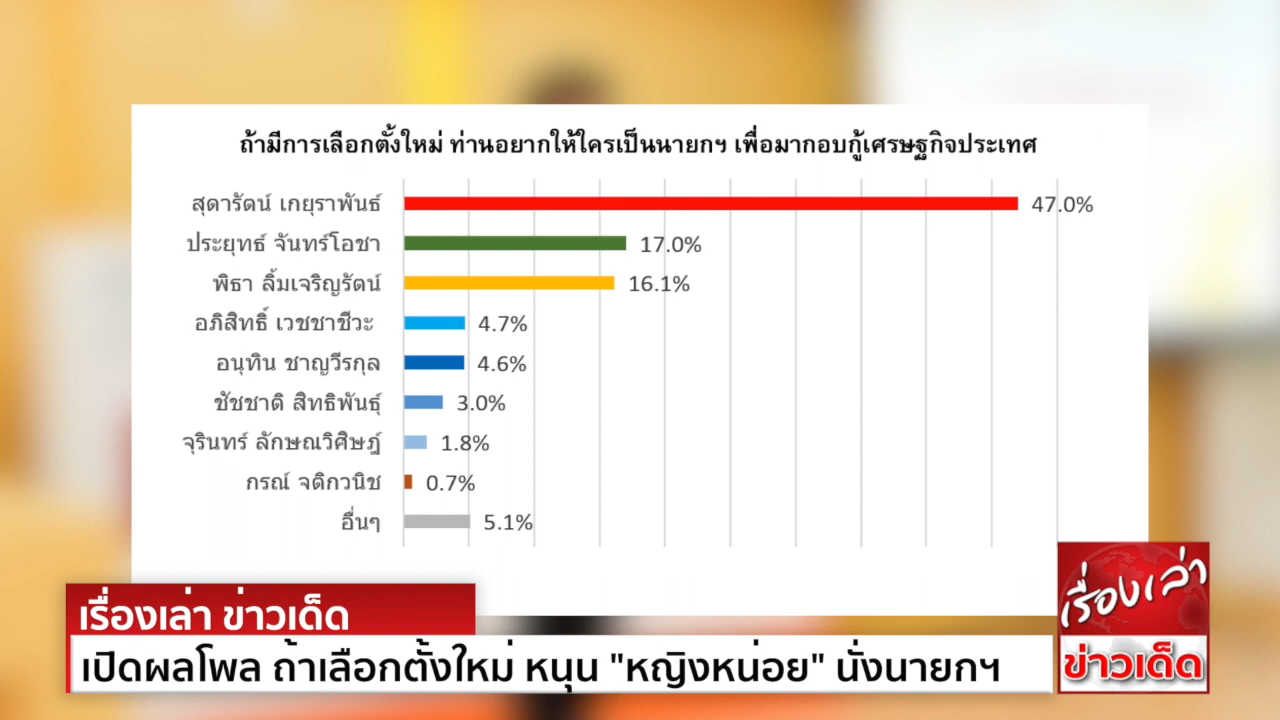 ถ้ามีการเลือกตั้งใหม่ ท่านอยากให้ใครเป็นนายกฯ เพื่อมากอบกู้เศรษฐกิจประเทศ
สุดารัตน์ เกยุราพันธ์ 47.0%
ประยุทธ์ จันทร์โอชา 17.0%
พิธา ลิ้มเจริญรัตน์ 16.1%
อภิสิทธิ์ เวชชาชีวะ 4.7%
อนุทิน ชาญวีรกุล 4.6%
ชัชชาติ สิทธิพันธุ์ 3.0%
จุรินทร์ ลักษณวิศิษฎ์ 1.8%
กรณ์ จติกวนิช 0.7%
อื่นๆ 5.1%
เรื่องเล่า ข่าวเด็ด
เปิดผลโพล ถ้าเลือกตั้งใหม่ หนุน "หญิงหน่อย" นั่งนายกฯ
เรื่องเล่า
ข่าวเด็ด